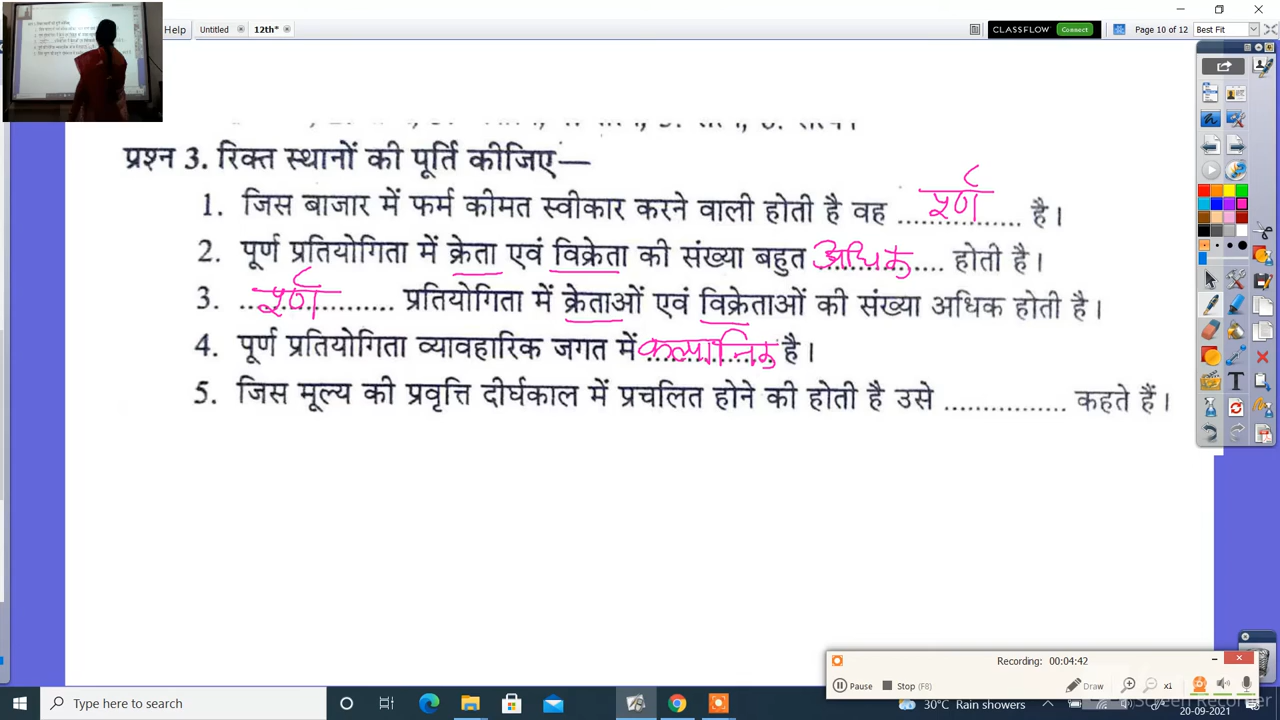 Help Untitled 12th* CLASSFLOW Connect Page 10 of 12 Best Fit
प्रश्न 3. रिक्त स्थानों की पूर्ति कीजिए—
1. जिस बाजार में फर्म कीमत स्वीकार करने वाली होती है वह पूर्ण है।
2. पूर्ण प्रतियोगिता में क्रेता एवं विक्रेता की संख्या बहुत अधिक होती है।
3. पूर्ण प्रतियोगिता में क्रेताओं एवं विक्रेताओं की संख्या अधिक होती है।
4. पूर्ण प्रतियोगिता व्यावहारिक जगत में काल्पनिक है।
5. जिस मूल्य की प्रवृत्ति दीर्घकाल में प्रचलित होने की होती है उसे ............... कहते हैं।
Recording: 00:04:42
Pause Stop (F8) Draw x1
Type here to search
30°C Rain showers 20-09-2021